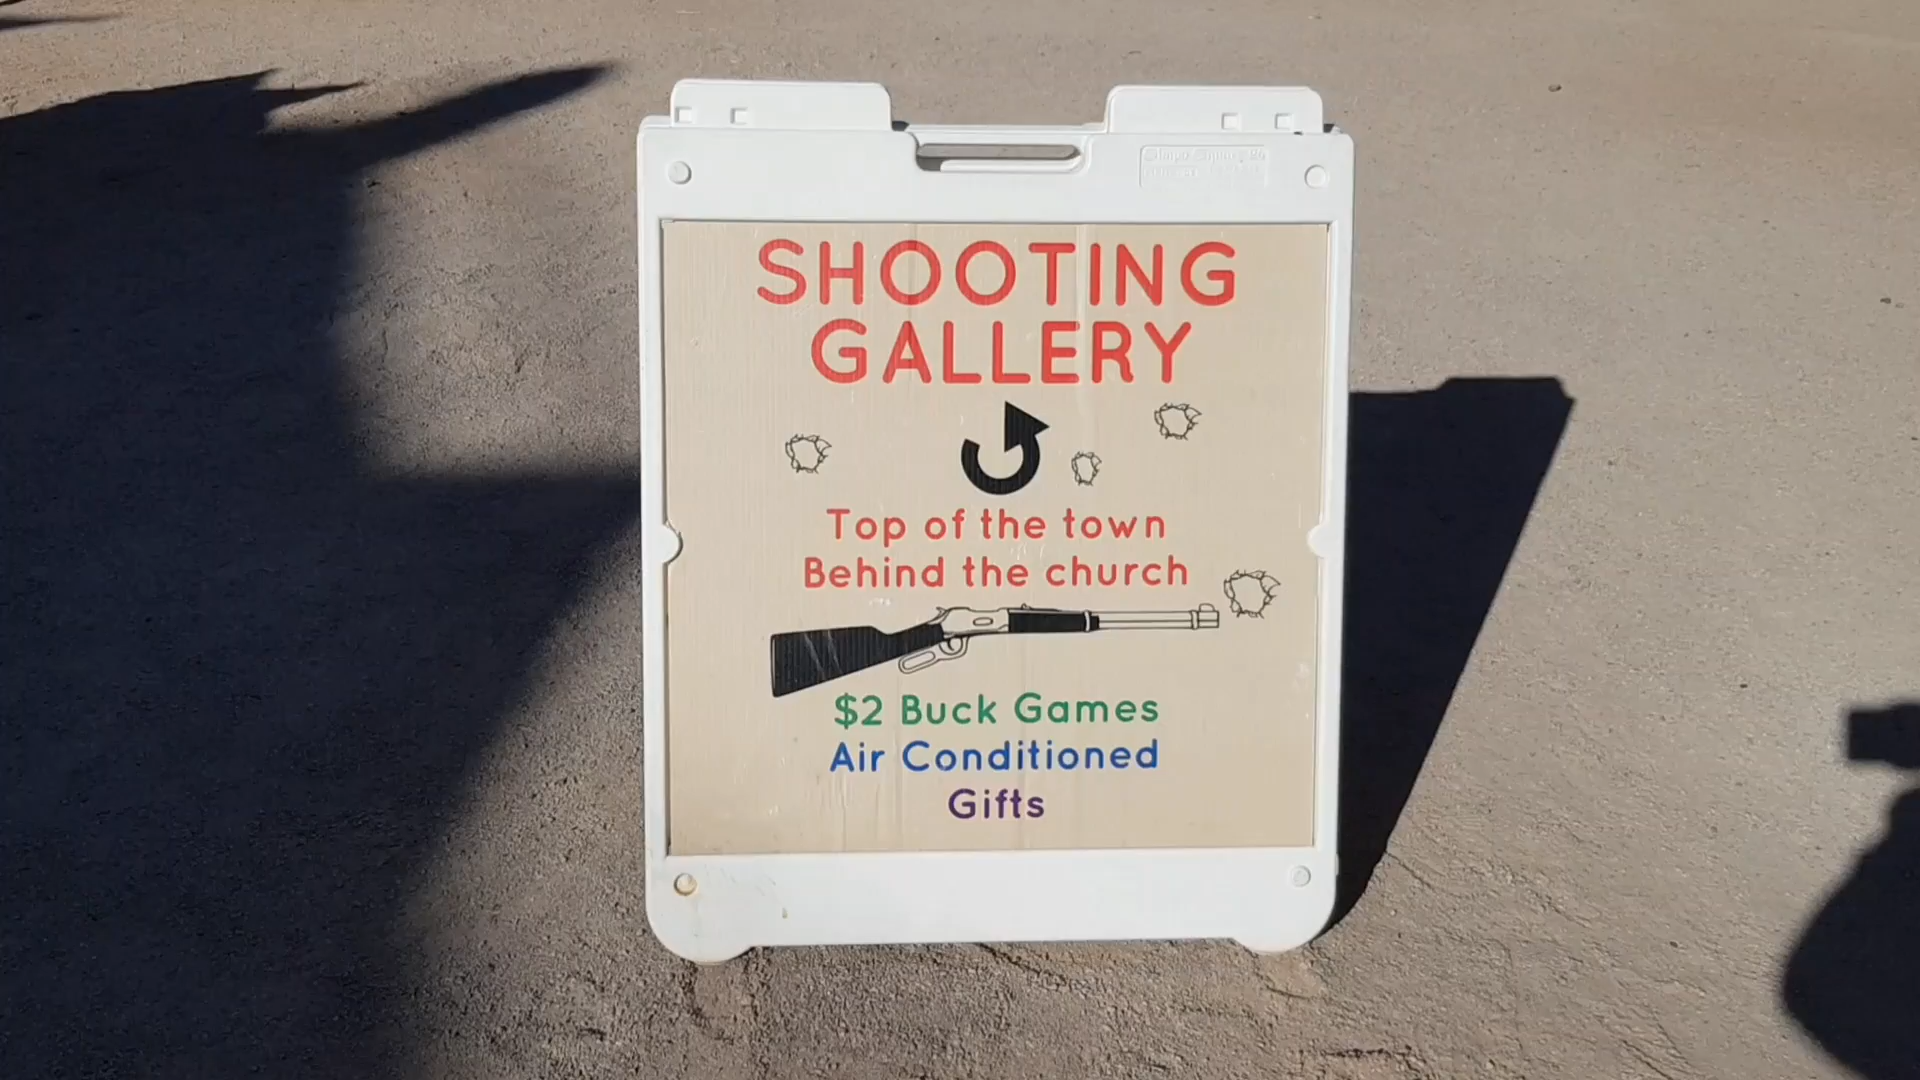 SHOOTING
GALLERY
Top of the town
Behind the church
$2 Buck Games
Air Conditioned
Gifts